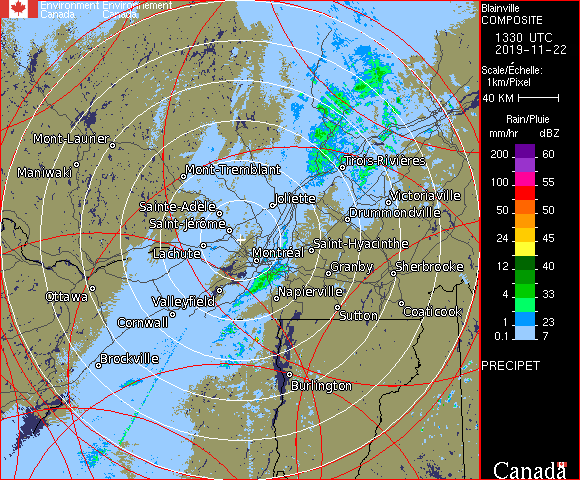 Environment Environnement
Canada Canada
Blainville
COMPOSITE
1330 UTC
2019-11-22
Scale/Échelle:
1km/Pixel
40 KM
Rain/Pluie
mm/hr dBZ
200 60
100 55
50 50
24 45
12 40
4 33
1 23
0.1 7
PRECIPET
Mont-Laurier
Maniwaki
Mont-Tremblant
Trois-Rivières
Joliette
Victoriaville
Sainte-Adèle
Drummondville
Saint-Jérôme
Saint-Hyacinthe
Lachute
Montréal
Granby
Sherbrooke
Ottawa
Valleyfield
Napierville
Coaticook
Cornwall
Sutton
Brockville
Burlington
Canada